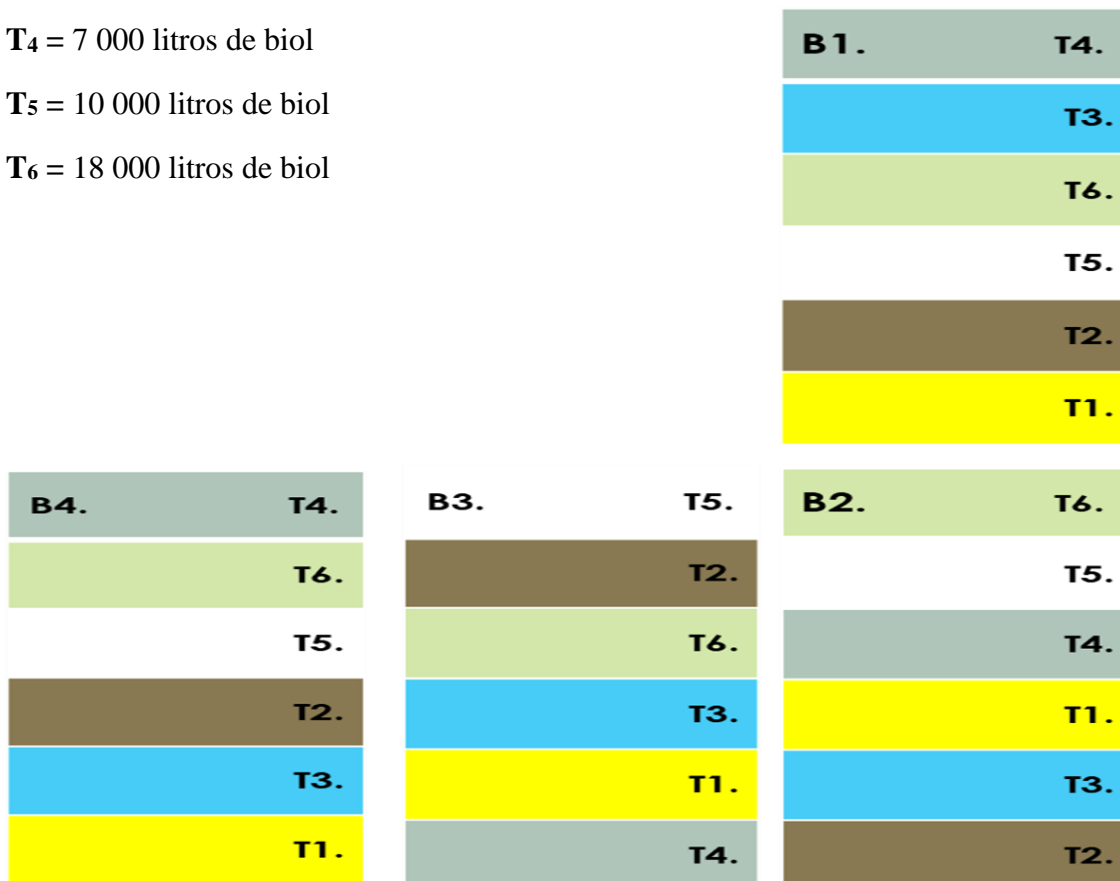 T4 = 7 000 litros de biol
T5 = 10 000 litros de biol
T6 = 18 000 litros de biol
B1. T4.
T3.
T6.
T5.
T2.
T1.
B4. T4.
T6.
T5.
T2.
T3.
T1.
B3. T5.
T2.
T6.
T3.
T1.
T4.
B2. T6.
T5.
T4.
T1.
T3.
T2.